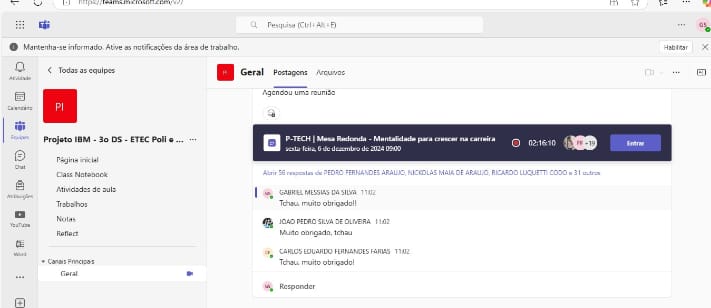 https://teams.microsoft.com/v2/
Pesquisa (Ctrl+Alt+E)
GS
Mantenha-se informado. Ative as notificações da área de trabalho.
Habilitar
Atividade
Calendário
Equipes
Chat
Atribuições
YouTube
Word
Todas as equipes
PI
Projeto IBM - 3o DS - ETEC Poli e ...
Página inicial
Class Notebook
Atividades de aula
Trabalhos
Notas
Reflect
Canais Principais
Geral
PI
Geral
Postagens
Arquivos
Agendou uma reunião
P-TECH | Mesa Redonda - Mentalidade para crescer na carreira
sexta-feira, 6 de dezembro de 2024 09:00
02:16:10
+19
Entrar
Abrir 56 respostas de PEDRO FERNANDES ARAUJO, NICKOLAS MAIA DE ARAUJO, RICARDO LUQUETTI CODO e 31 outros
GABRIEL MESSIAS DA SILVA 11:02
Tchau, muito obrigado!!
JOÃO PEDRO SILVA DE OLIVEIRA 11:02
Muito obrigado, tchau
CARLOS EDUARDO FERNANDES FARIAS 11:02
Tchau, muito obrigado!
Responder